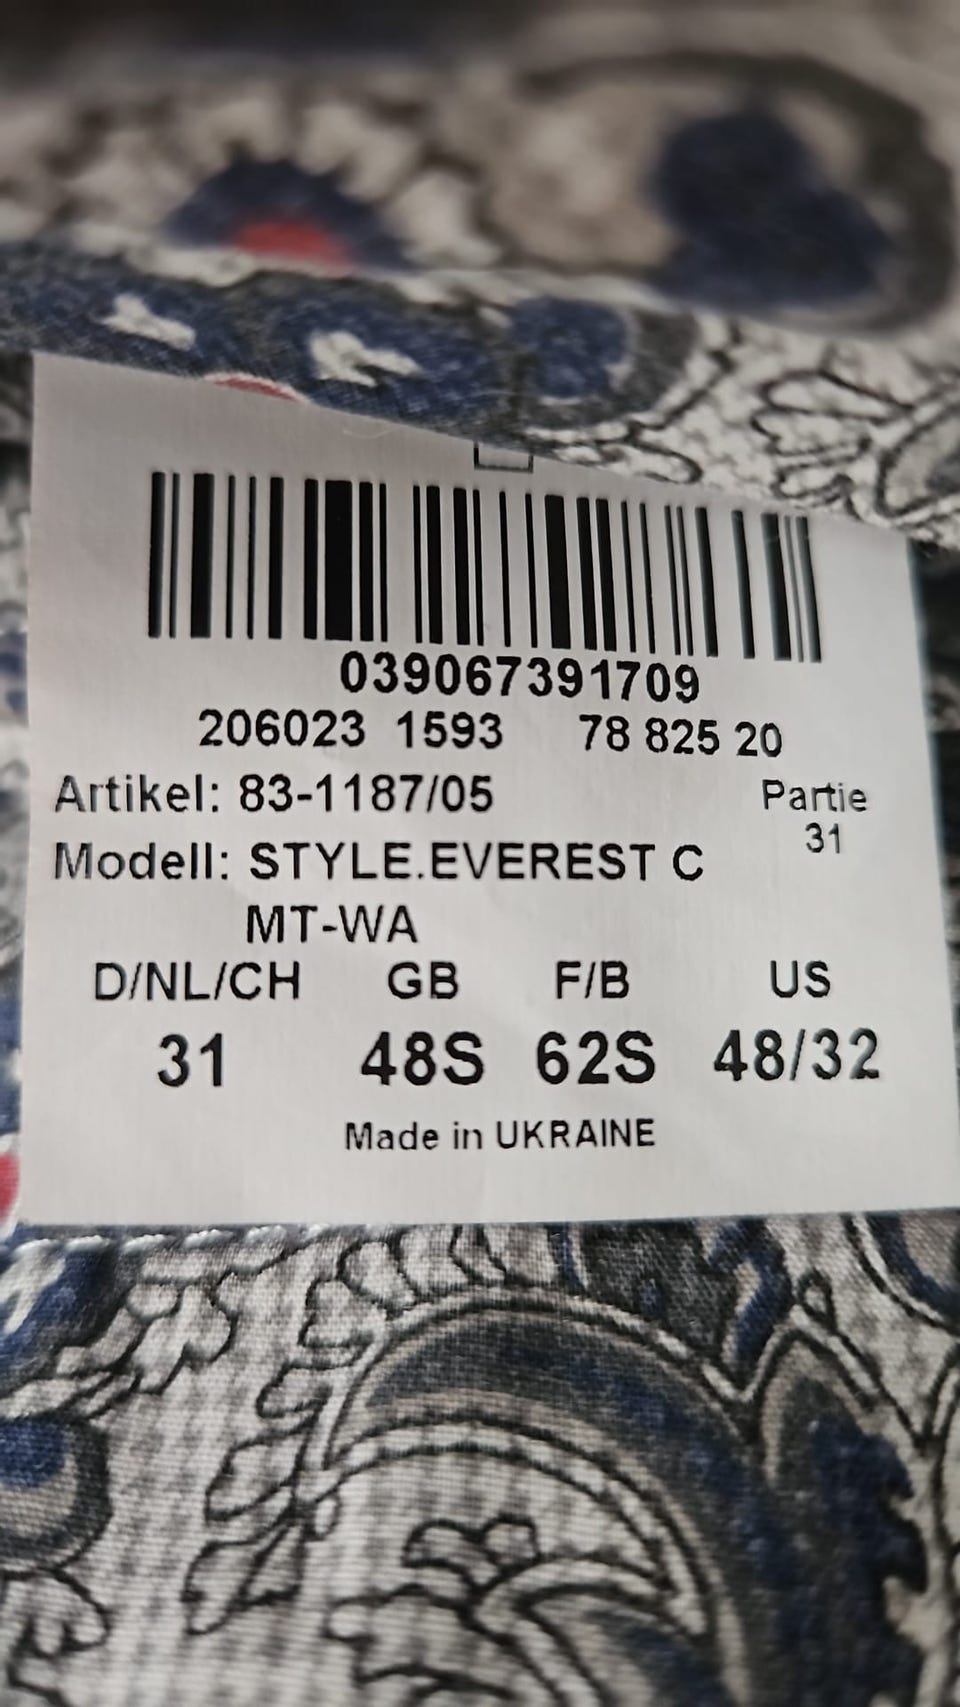 039067391709
206023 1593 78 825 20
Artikel: 83-1187/05 Partie
31
Modell: STYLE.EVEREST C
MT-WA
D/NL/CH GB F/B US
31 48S 62S 48/32
Made in UKRAINE